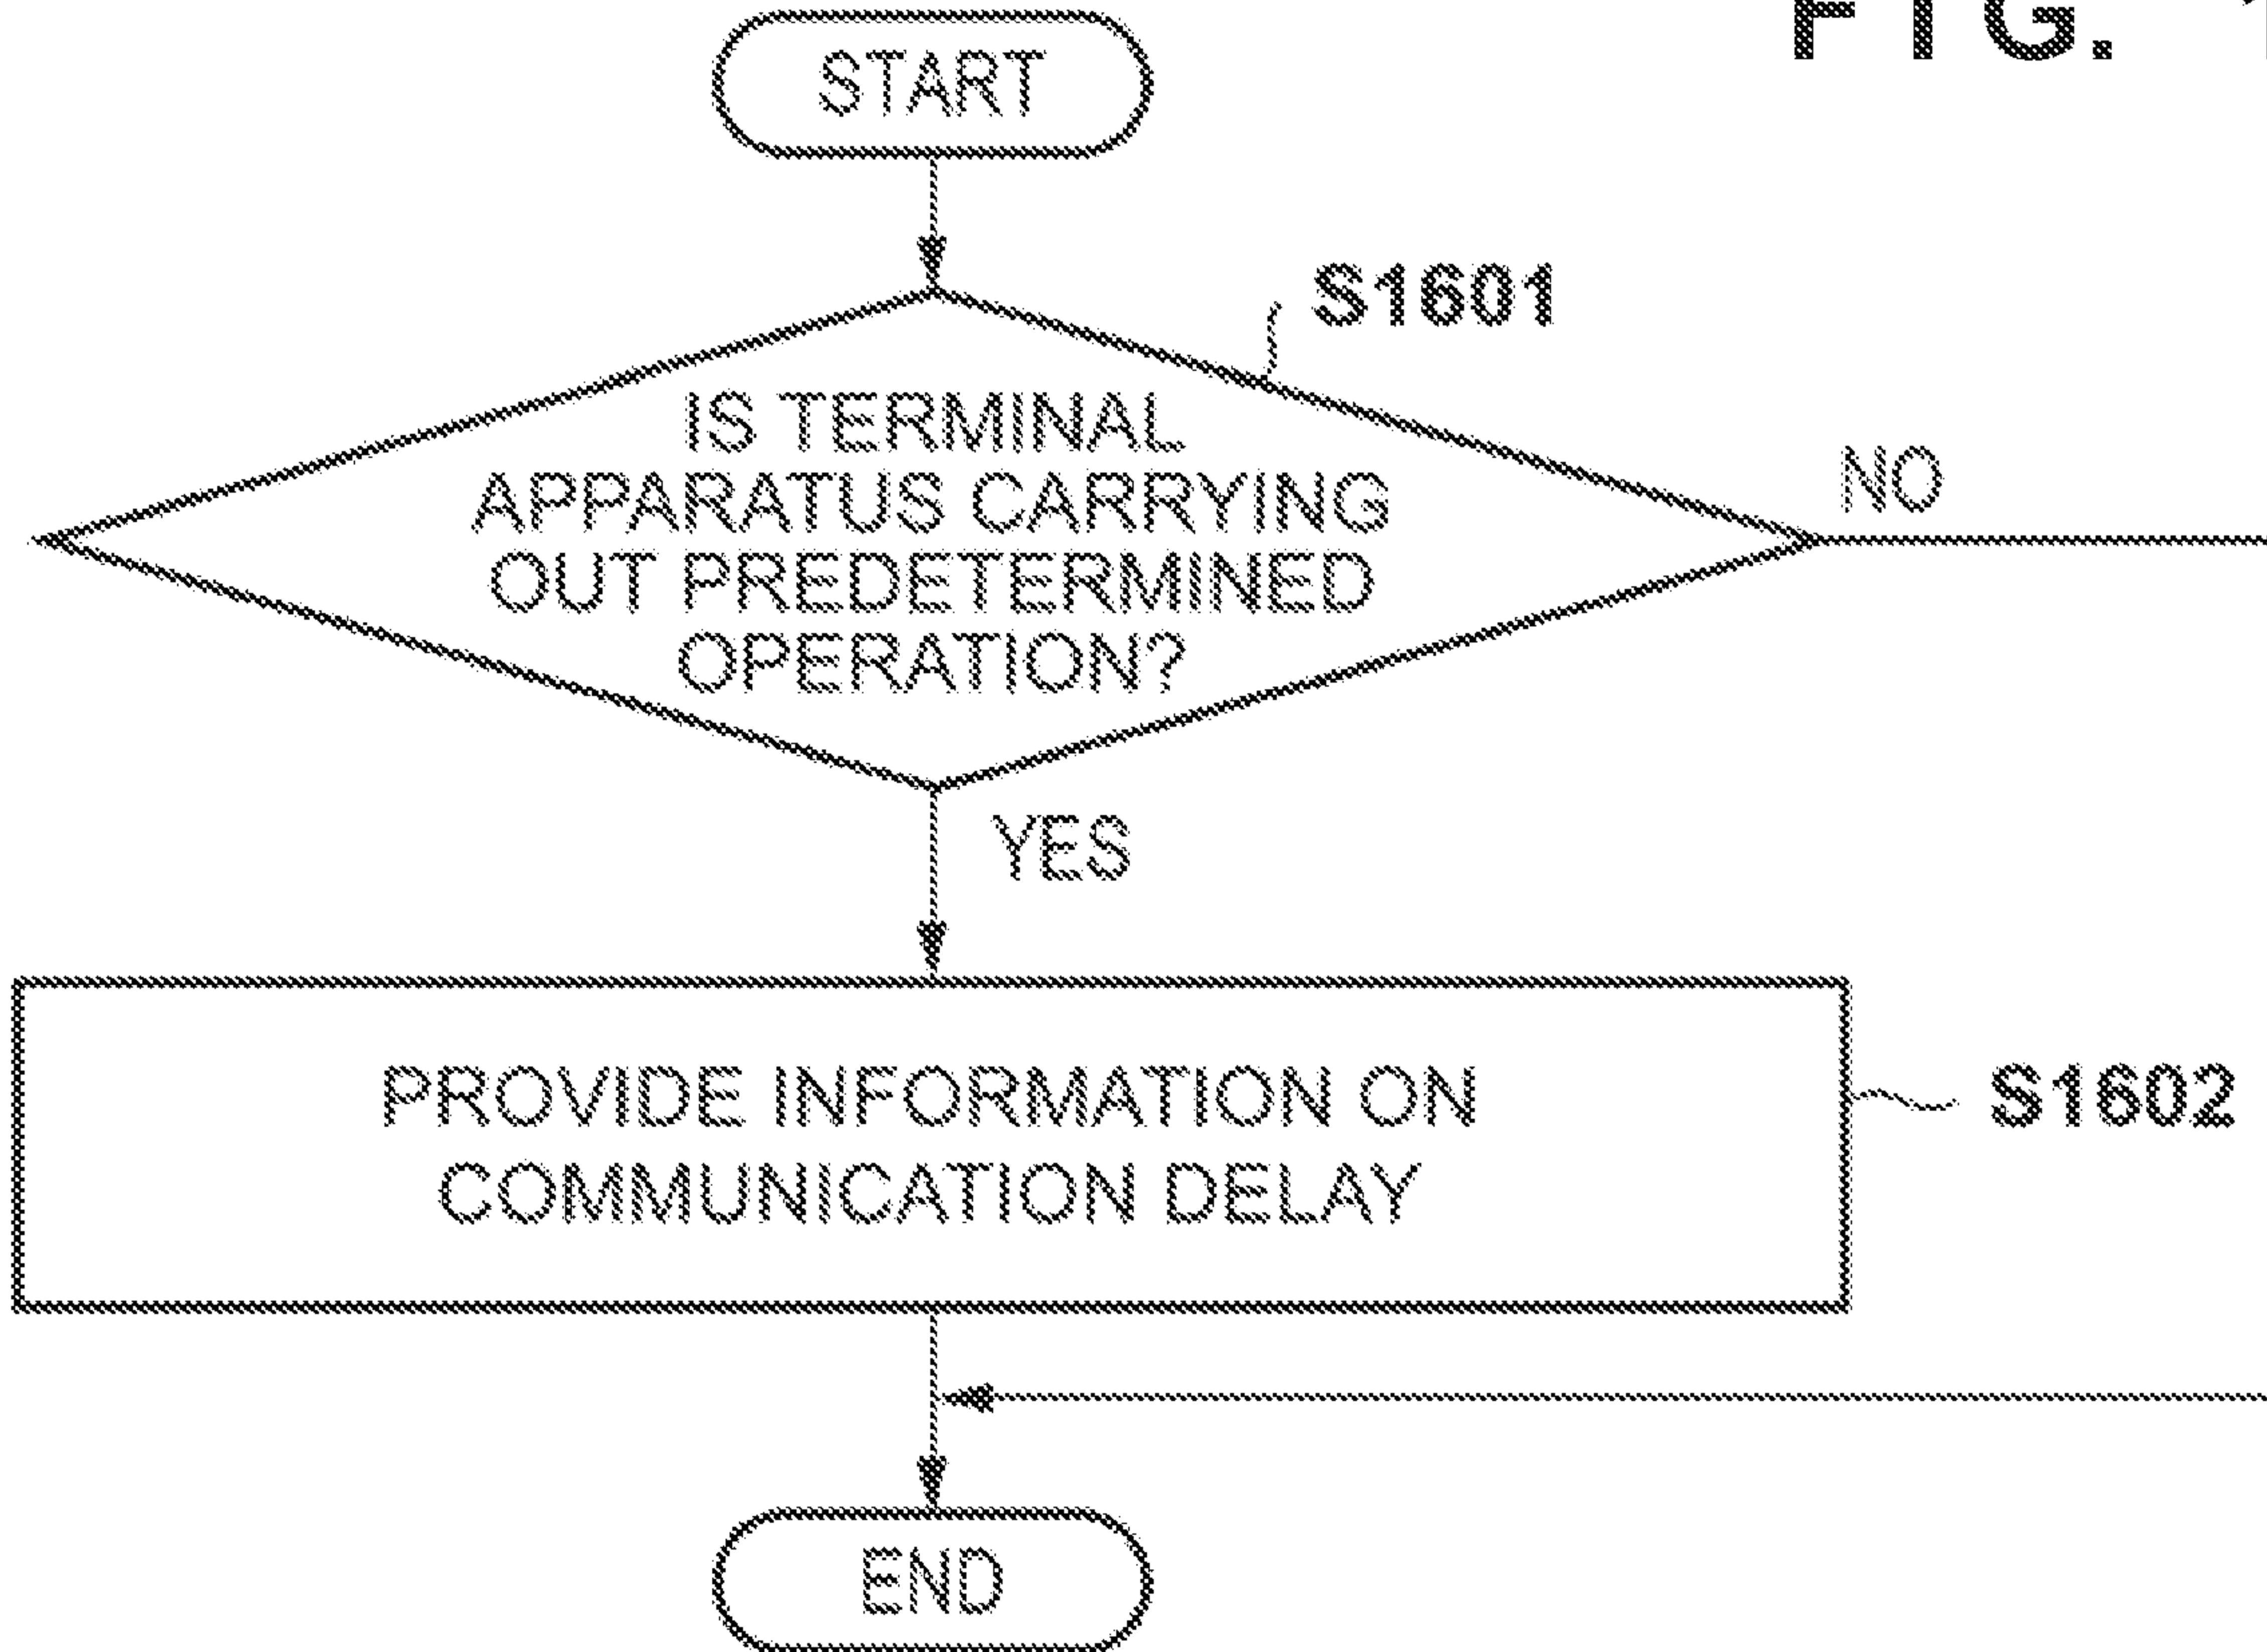 FIG. 1
START
S1601
IS TERMINAL
APPARATUS CARRYING
OUT PREDETERMINED
OPERATION?
NO
YES
PROVIDE INFORMATION ON
COMMUNICATION DELAY
S1602
END